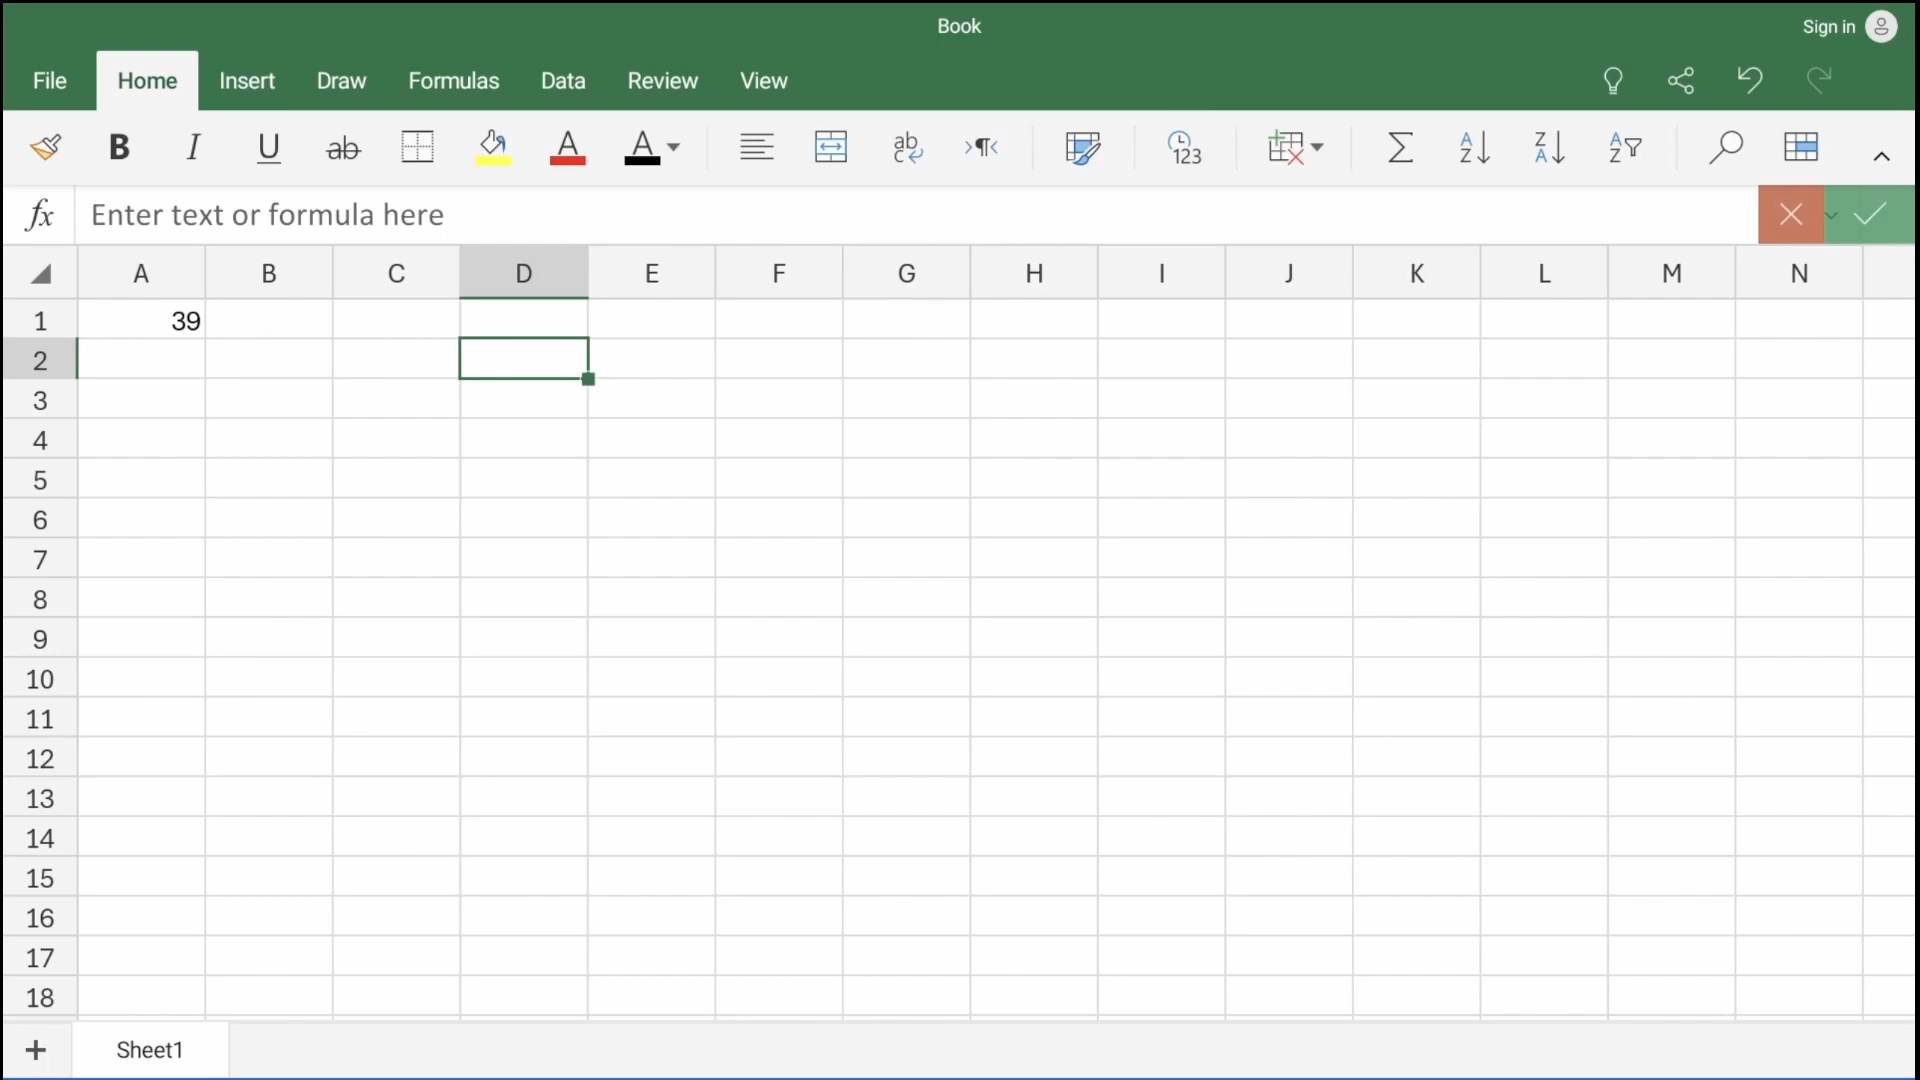 Book
Sign in
File Home Insert Draw Formulas Data Review View
B I U ab A A ab c 123 A Z Z A A Z
fx Enter text or formula here
A B C D E F G H I J K L M N
1 39
2
3
4
5
6
7
8
9
10
11
12
13
14
15
16
17
18
+ Sheet1